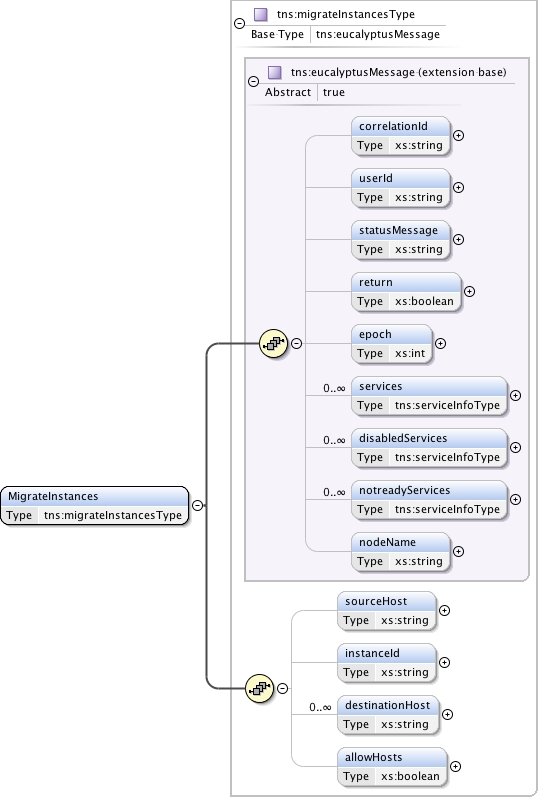 tns:migrateInstancesType
Base Type tns:eucalyptusMessage
tns:eucalyptusMessage (extension base)
Abstract true
correlationId
Type xs:string
userId
Type xs:string
statusMessage
Type xs:string
return
Type xs:boolean
epoch
Type xs:int
0..∞ services
Type tns:serviceInfoType
0..∞ disabledServices
Type tns:serviceInfoType
0..∞ notreadyServices
Type tns:serviceInfoType
nodeName
Type xs:string
MigrateInstances
Type tns:migrateInstancesType
sourceHost
Type xs:string
instanceId
Type xs:string
0..∞ destinationHost
Type xs:string
allowHosts
Type xs:boolean